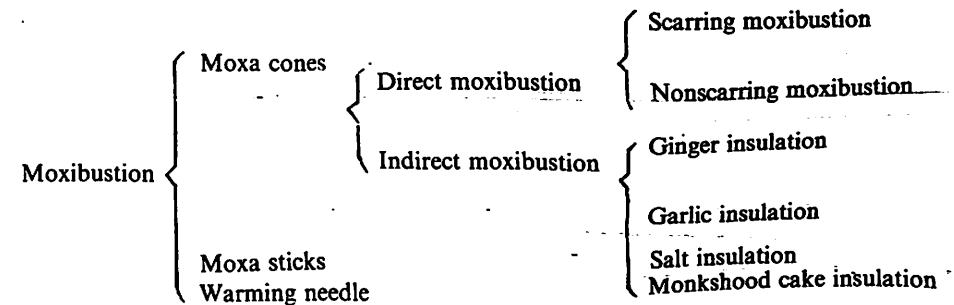 Scarring moxibustion
Moxa cones
Direct moxibustion
Nonscarring moxibustion
Ginger insulation
Indirect moxibustion
Moxibustion
Garlic insulation
Moxa sticks
Salt insulation
Warming needle
Monkshood cake insulation